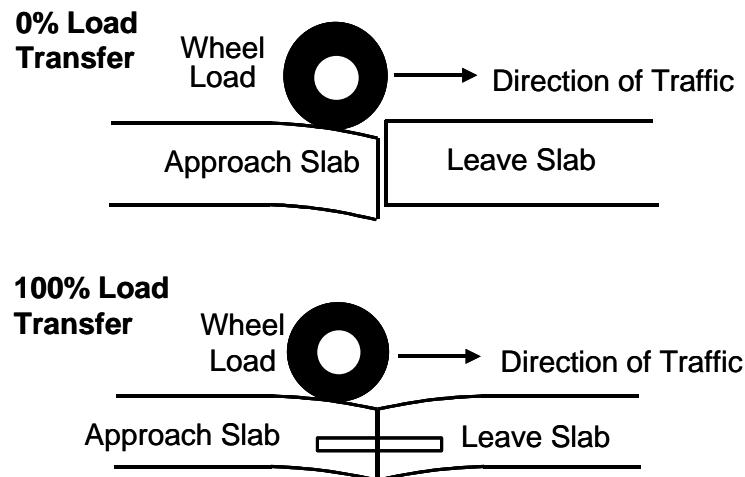 0% Load
Transfer
Wheel
Load
Direction of Traffic
Approach Slab
Leave Slab
100% Load
Transfer
Wheel
Load
Direction of Traffic
Approach Slab
Leave Slab